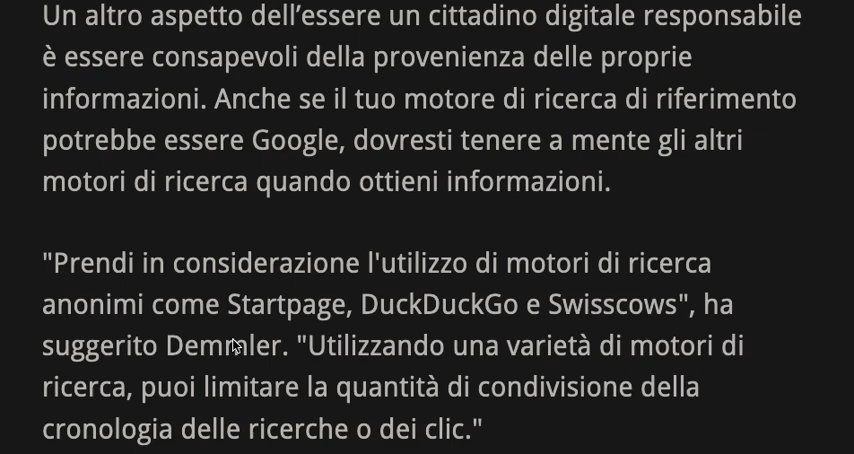 Un altro aspetto dell’essere un cittadino digitale responsabile
è essere consapevoli della provenienza delle proprie
informazioni. Anche se il tuo motore di ricerca di riferimento
potrebbe essere Google, dovresti tenere a mente gli altri
motori di ricerca quando ottieni informazioni.
"Prendi in considerazione l'utilizzo di motori di ricerca
anonimi come Startpage, DuckDuckGo e Swisscows", ha
suggerito Demmler. "Utilizzando una varietà di motori di
ricerca, puoi limitare la quantità di condivisione della
cronologia delle ricerche o dei clic."